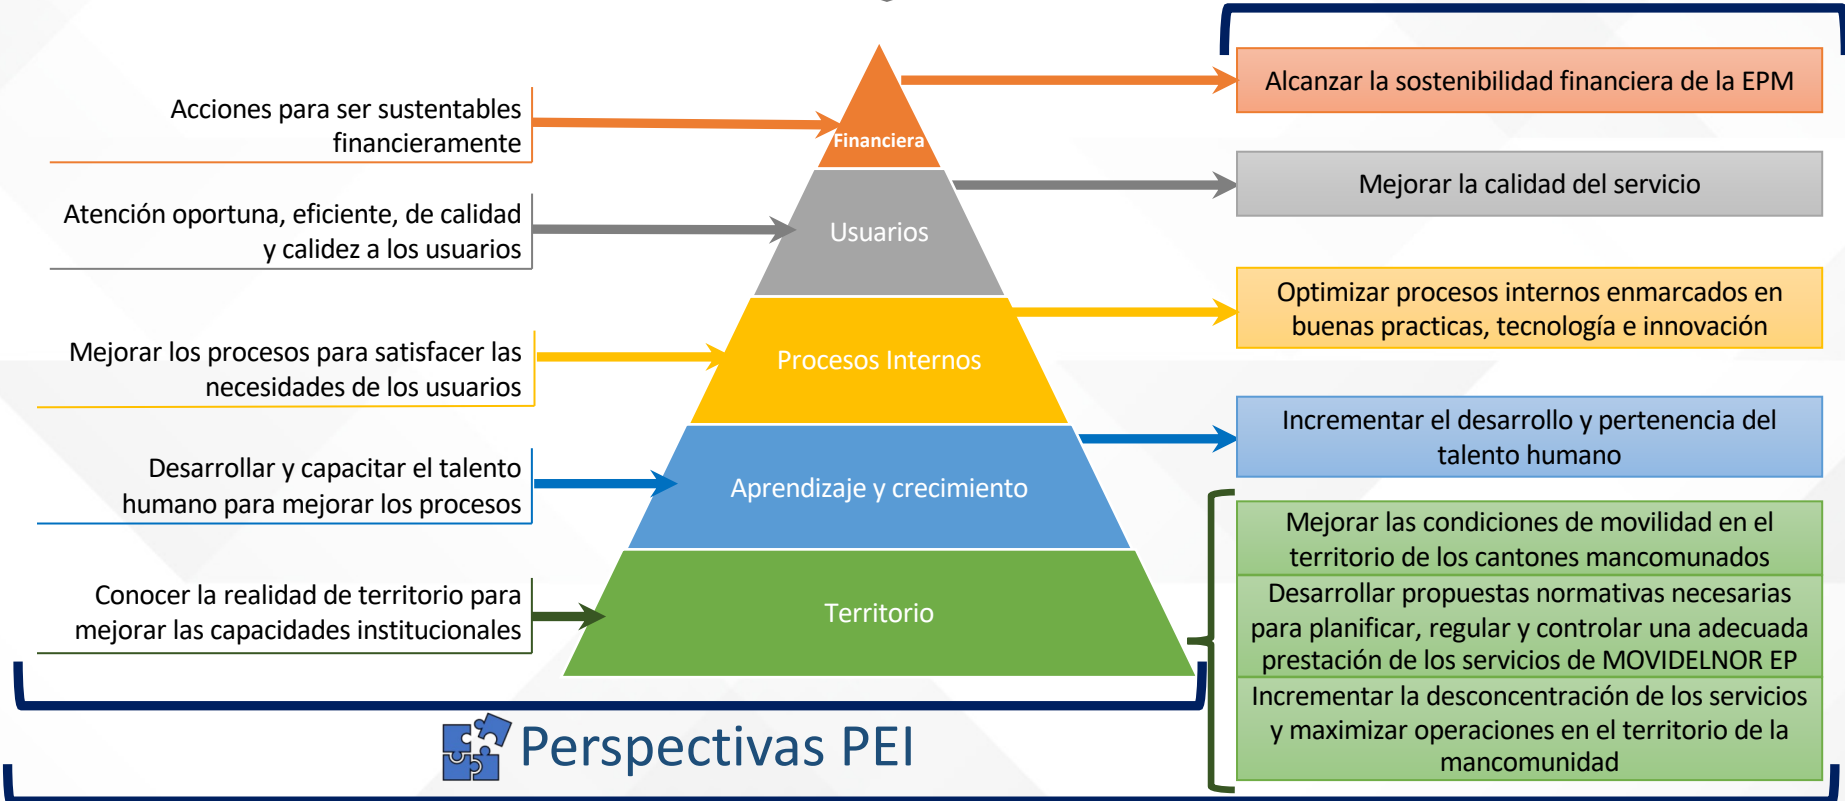 Acciones para ser sustentables
financieramente
Atención oportuna, eficiente, de calidad
y calidez a los usuarios
Mejorar los procesos para satisfacer las
necesidades de los usuarios
Desarrollar y capacitar el talento
humano para mejorar los procesos
Conocer la realidad de territorio para
mejorar las capacidades institucionales
Financiera
Usuarios
Procesos Internos
Aprendizaje y crecimiento
Territorio
Alcanzar la sostenibilidad financiera de la EPM
Mejorar la calidad del servicio
Optimizar procesos internos enmarcados en
buenas practicas, tecnología e innovación
Incrementar el desarrollo y pertenencia del
talento humano
Mejorar las condiciones de movilidad en el
territorio de los cantones mancomunados
Desarrollar propuestas normativas necesarias
para planificar, regular y controlar una adecuada
prestación de los servicios de MOVIDELNOR EP
Incrementar la desconcentración de los servicios
y maximizar operaciones en el territorio de la
mancomunidad
Perspectivas PEI